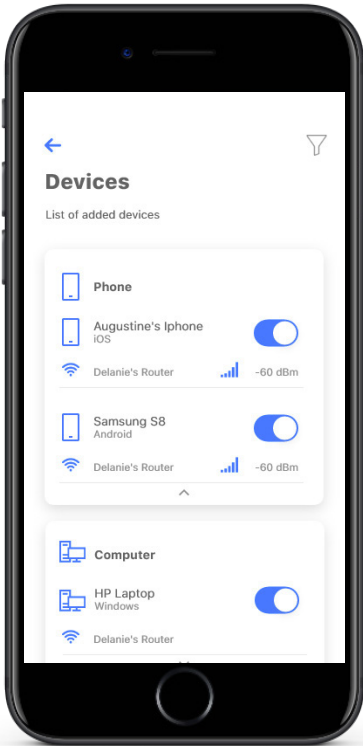 Devices
List of added devices
Phone
Augustine's Iphone
iOS
Delanie's Router -60 dBm
Samsung S8
Android
Delanie's Router -60 dBm
Computer
HP Laptop
Windows
Delanie's Router